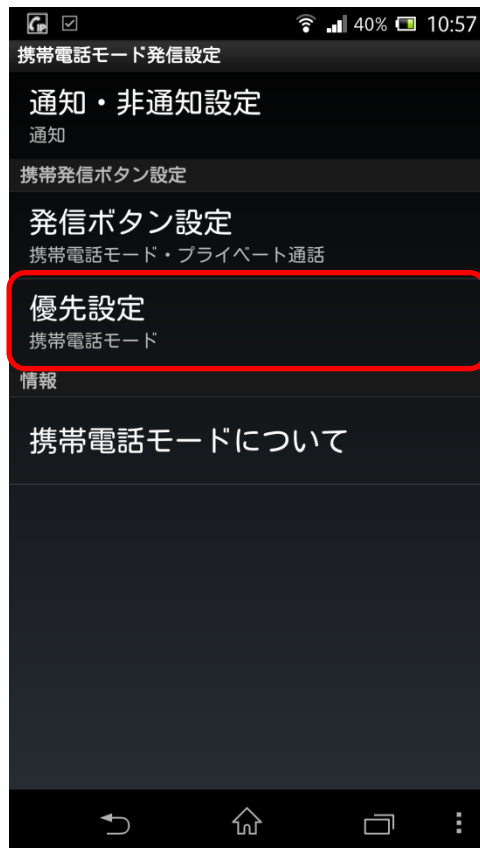 GIP 40% 10:57
携帯電話モード発信設定
通知・非通知設定
通知
携帯発信ボタン設定
発信ボタン設定
携帯電話モード・プライベート通話
優先設定
携帯電話モード
情報
携帯電話モードについて